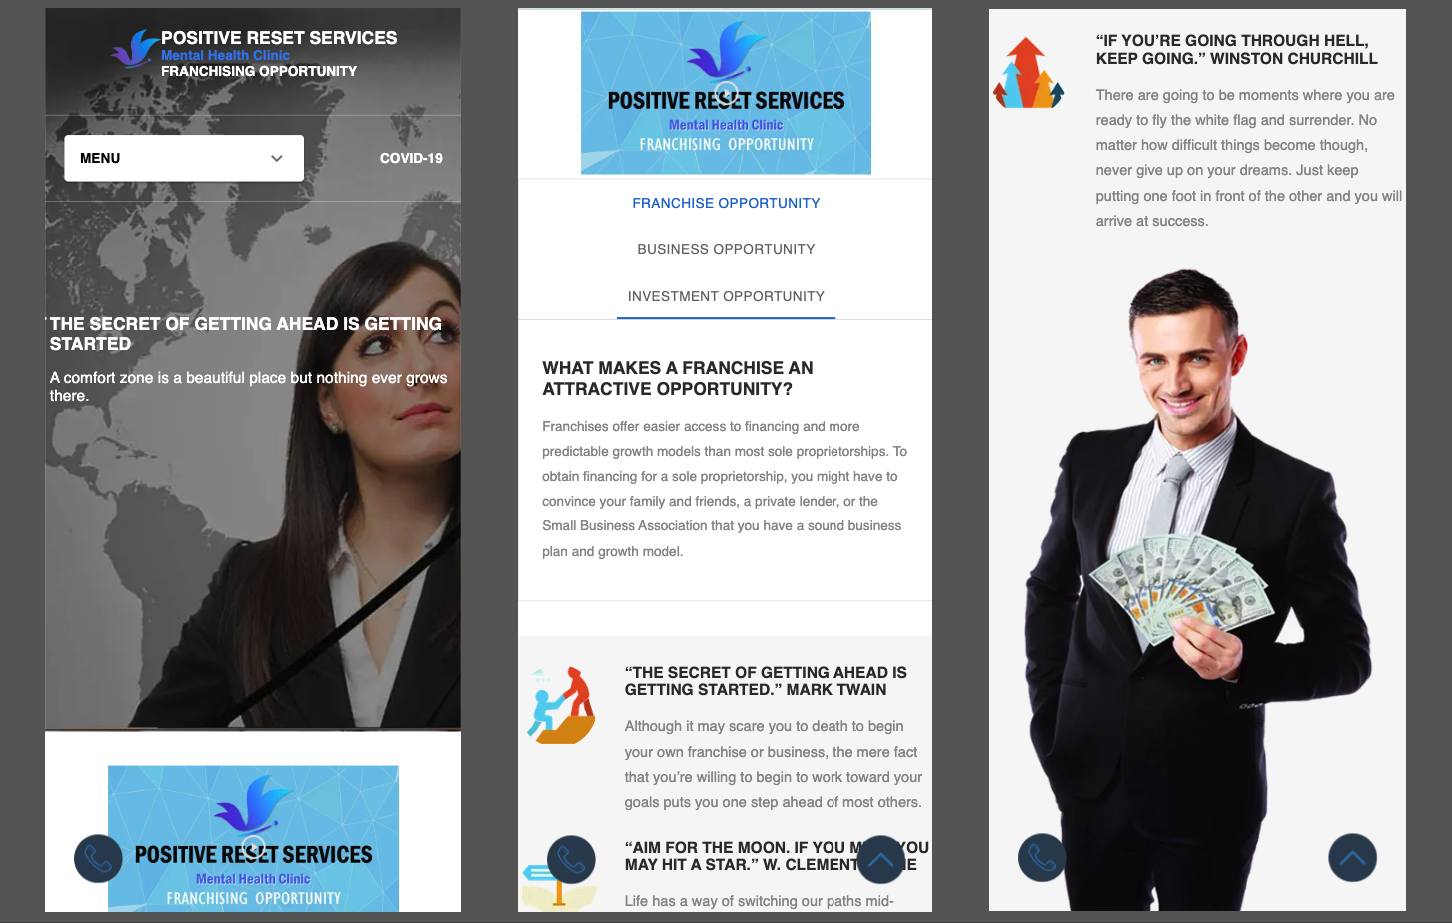 POSITIVE RESET SERVICES
Mental Health Clinic
FRANCHISING OPPORTUNITY
MENU
COVID-19
THE SECRET OF GETTING AHEAD IS GETTING
STARTED
A comfort zone is a beautiful place but nothing ever grows
there.
POSITIVE RESET SERVICES
Mental Health Clinic
FRANCHISING OPPORTUNITY
POSITIVE RESET SERVICES
Mental Health Clinic
FRANCHISING OPPORTUNITY
FRANCHISE OPPORTUNITY
BUSINESS OPPORTUNITY
INVESTMENT OPPORTUNITY
WHAT MAKES A FRANCHISE AN
ATTRACTIVE OPPORTUNITY?
Franchises offer easier access to financing and more
predictable growth models than most sole proprietorships. To
obtain financing for a sole proprietorship, you might have to
convince your family and friends, a private lender, or the
Small Business Association that you have a sound business
plan and growth model.
“THE SECRET OF GETTING AHEAD IS
GETTING STARTED.” MARK TWAIN
Although it may scare you to death to begin
your own franchise or business, the mere fact
that you’re willing to begin to work toward your
goals puts you one step ahead of most others.
“AIM FOR THE MOON. IF YOU YOU
MAY HIT A STAR.” W. CLEMENT
Life has a way of switching our paths mid-
“IF YOU’RE GOING THROUGH HELL,
KEEP GOING.” WINSTON CHURCHILL
There are going to be moments where you are
ready to fly the white flag and surrender. No
matter how difficult things become though,
never give up on your dreams. Just keep
putting one foot in front of the other and you will
arrive at success.